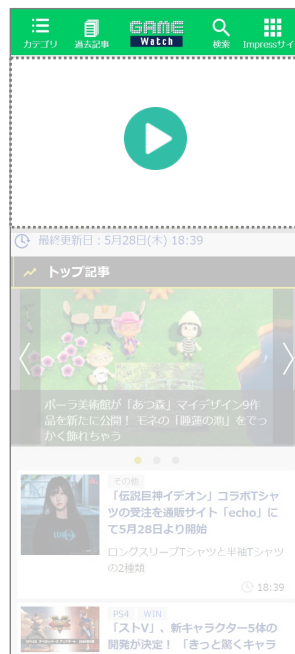 カテゴリ
過去記事
GAME
Watch
検索
Impressサイ
最終更新日：5月28日(木) 18:39
トップ記事
ポーラ美術館が「あつ森」マイデザイン9作
品を新たに公開！ モネの「睡蓮の池」をでっ
かく飾れちゃう
その他
「伝説巨神イデオン」コラボTシャ
ツの受注を通販サイト「echo」に
て5月28日より開始
ロングスリーブTシャツと半袖Tシャツ
の2種類
18:39
PS4 WIN
「ストV」、新キャラクター5体の
開発が決定！ 「きっと驚くキャラ